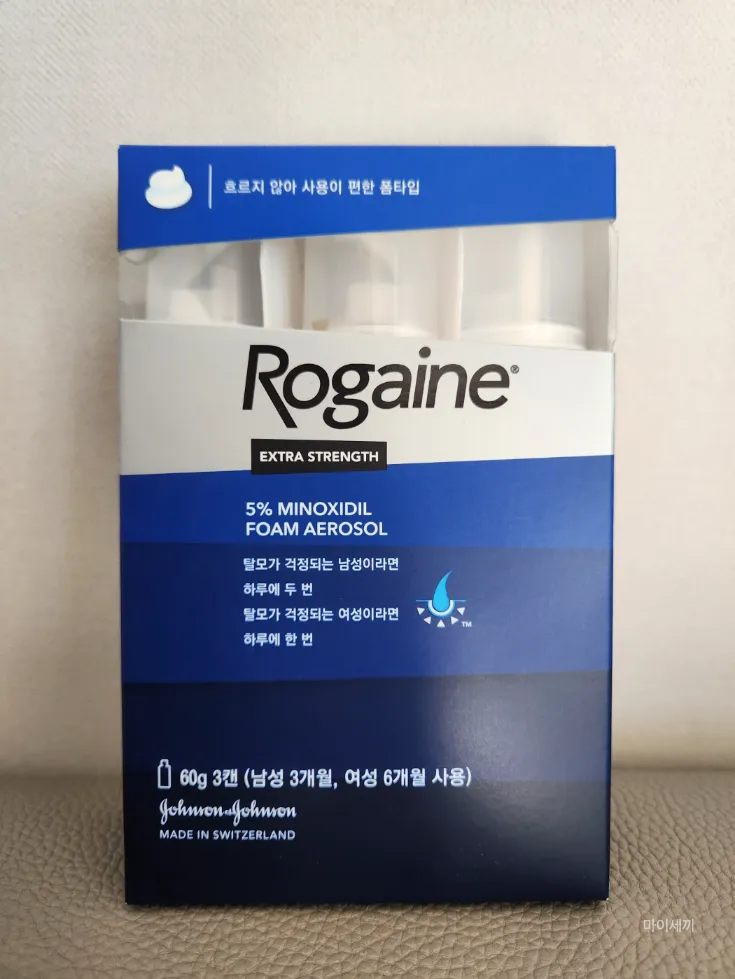 흐르지 않아 사용이 편한 폼타입
Rogaine®
EXTRA STRENGTH
5% MINOXIDIL
FOAM AEROSOL
탈모가 걱정되는 남성이라면
하루에 두 번
탈모가 걱정되는 여성이라면
하루에 한 번
TM
60g 3캔 (남성 3개월, 여성 6개월 사용)
Johnson & Johnson
MADE IN SWITZERLAND
마이세끼